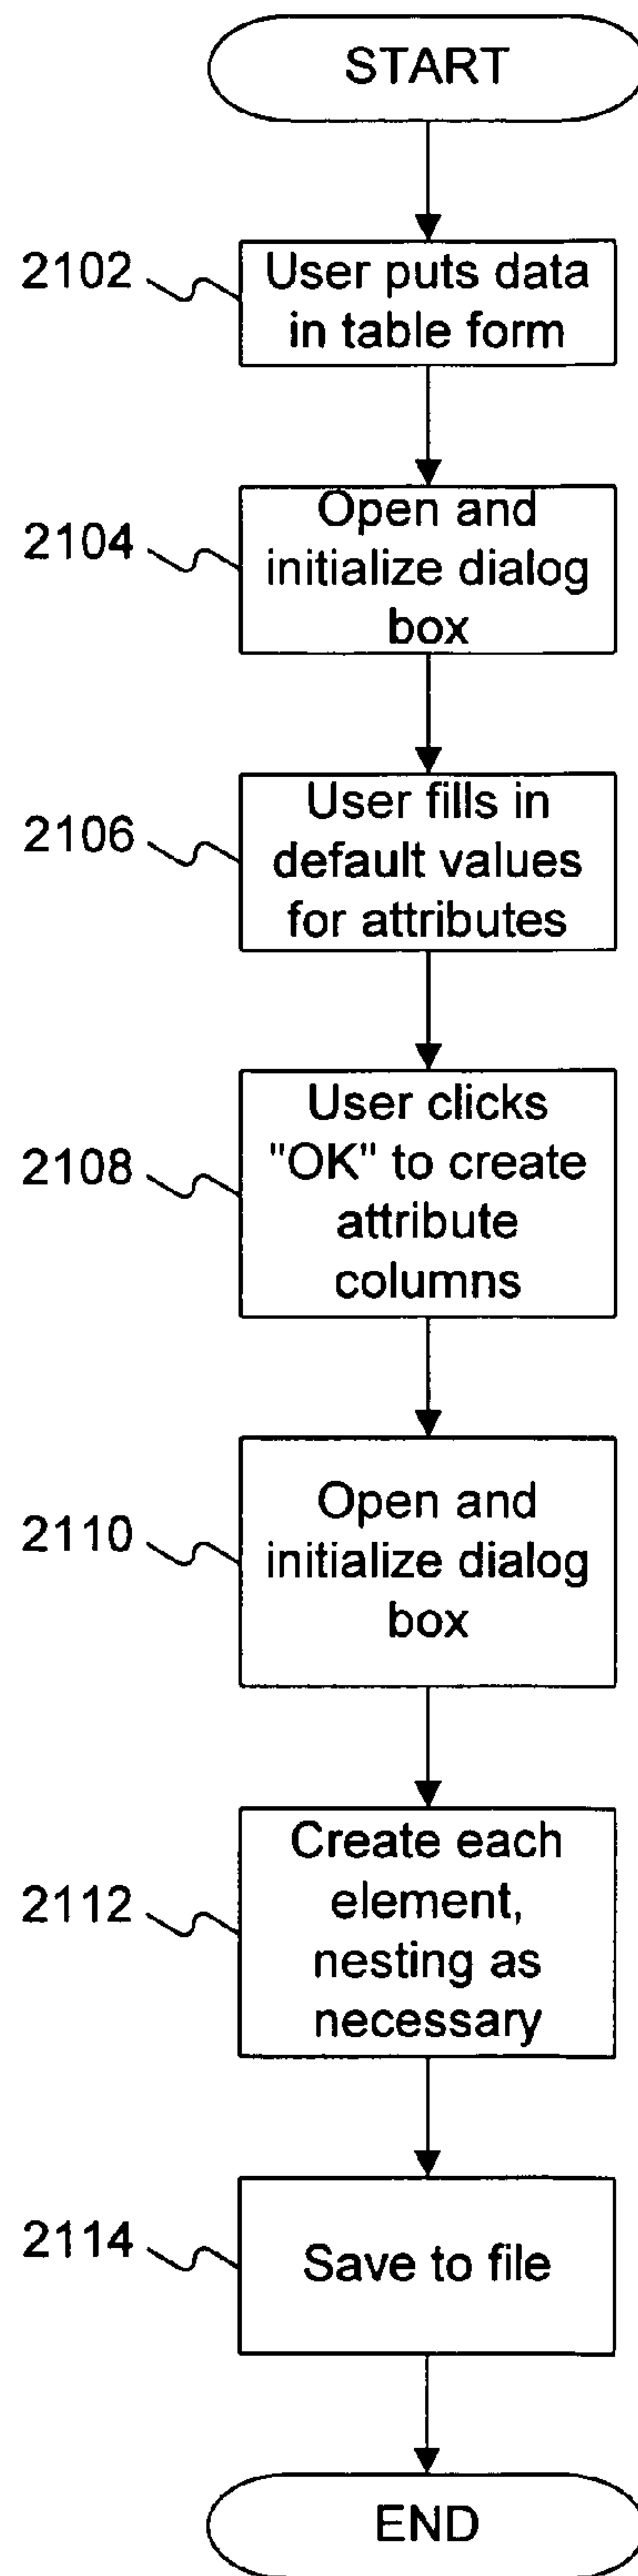 START
2102
User puts data
in table form
2104
Open and
initialize dialog
box
2106
User fills in
default values
for attributes
2108
User clicks
"OK" to create
attribute
columns
2110
Open and
initialize dialog
box
2112
Create each
element,
nesting as
necessary
2114
Save to file
END